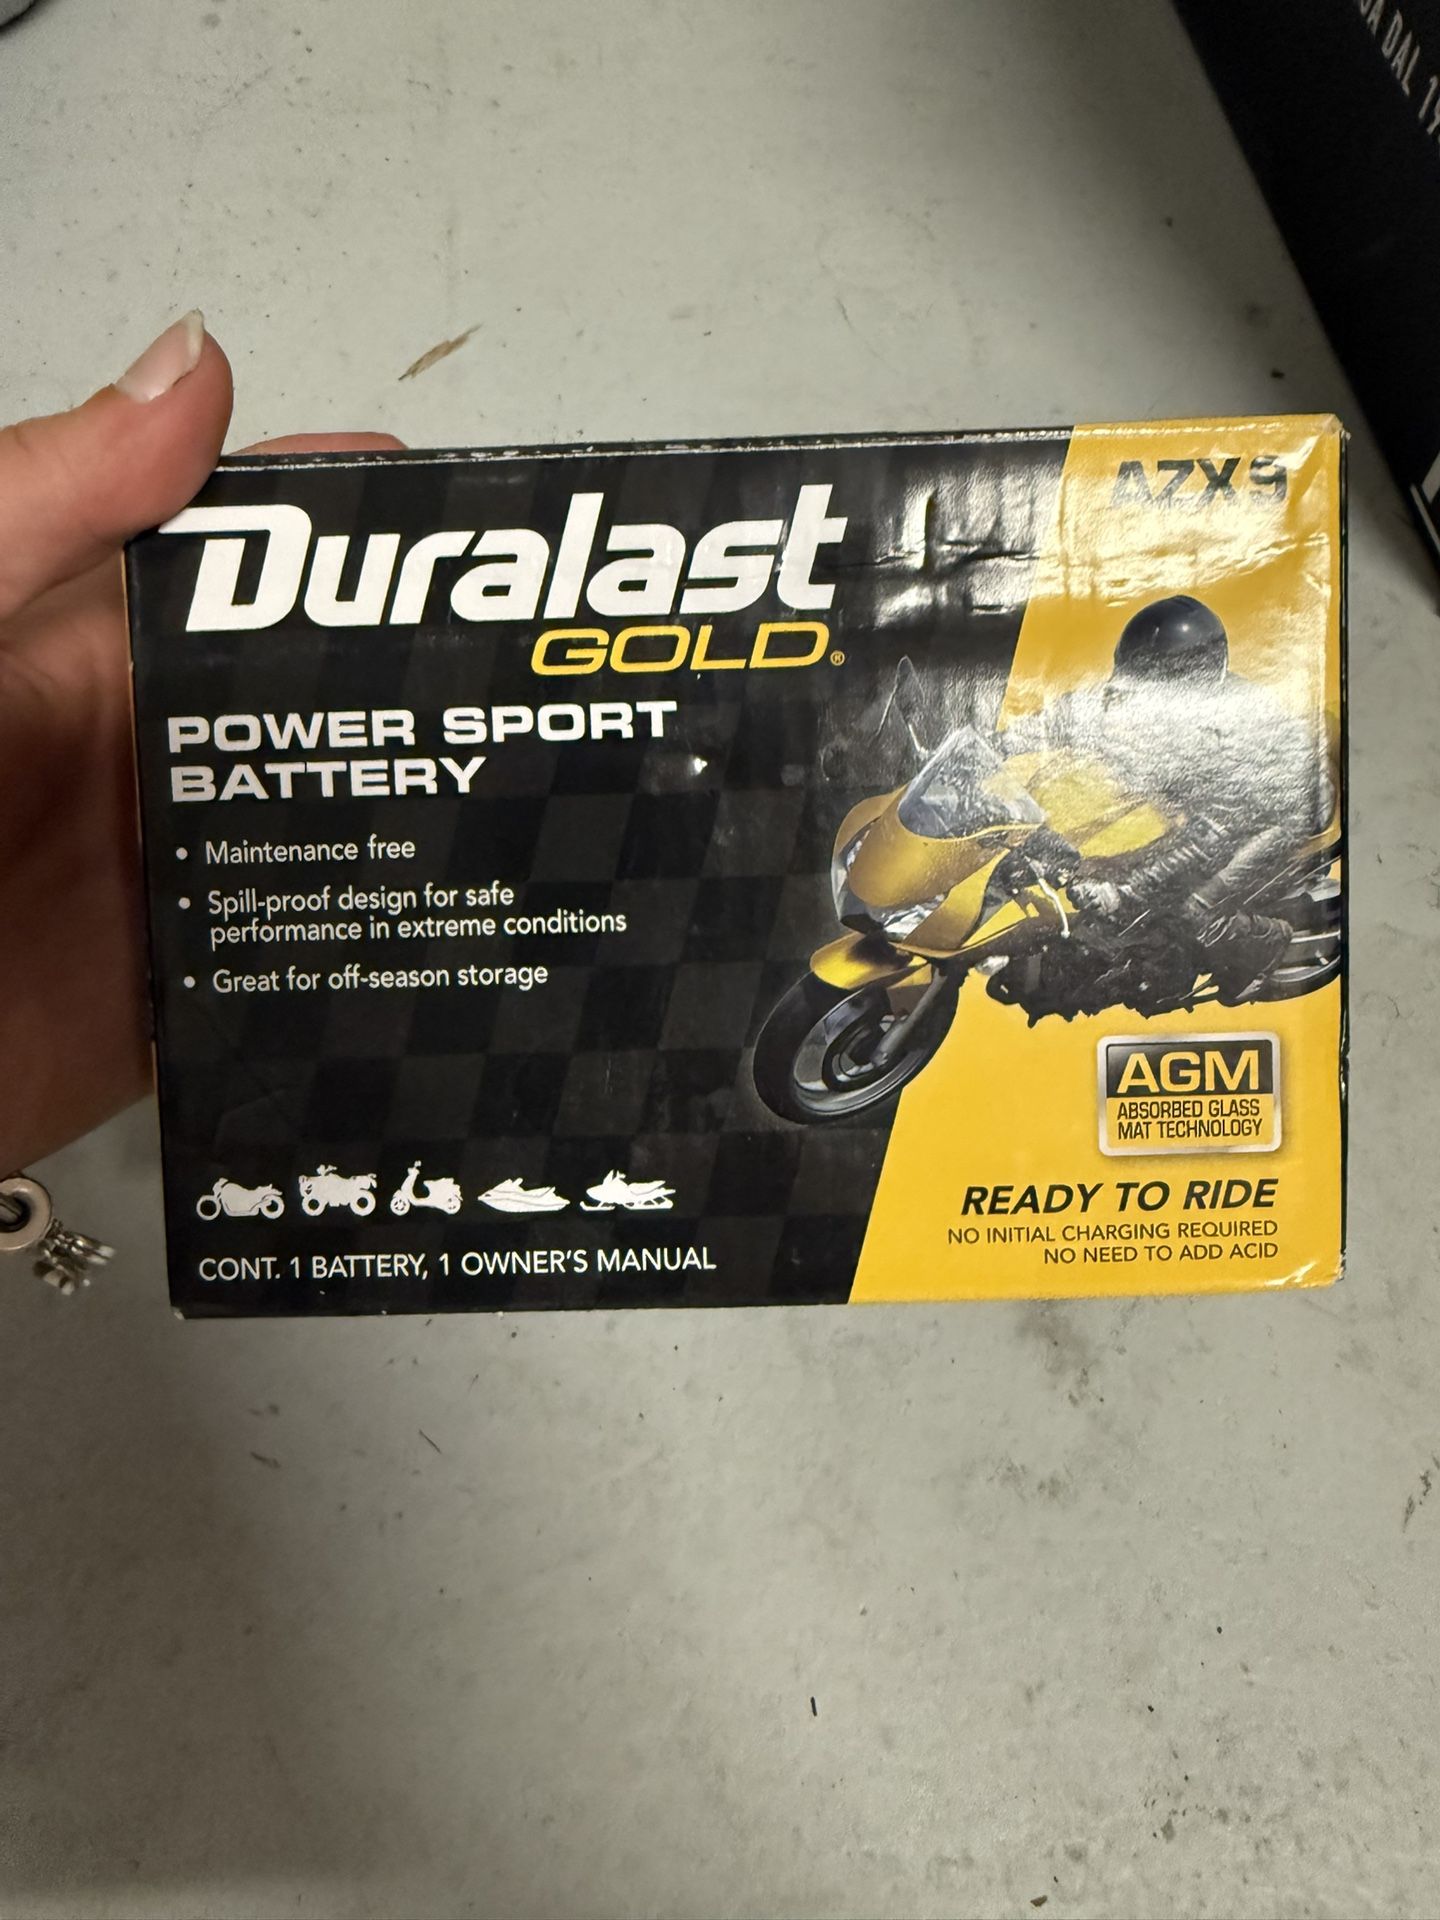 A DAL 19
AZX9
Duralast
GOLD®
POWER SPORT
BATTERY
• Maintenance free
• Spill-proof design for safe
performance in extreme conditions
• Great for off-season storage
AGM
ABSORBED GLASS
MAT TECHNOLOGY
READY TO RIDE
NO INITIAL CHARGING REQUIRED
NO NEED TO ADD ACID
CONT. 1 BATTERY, 1 OWNER'S MANUAL